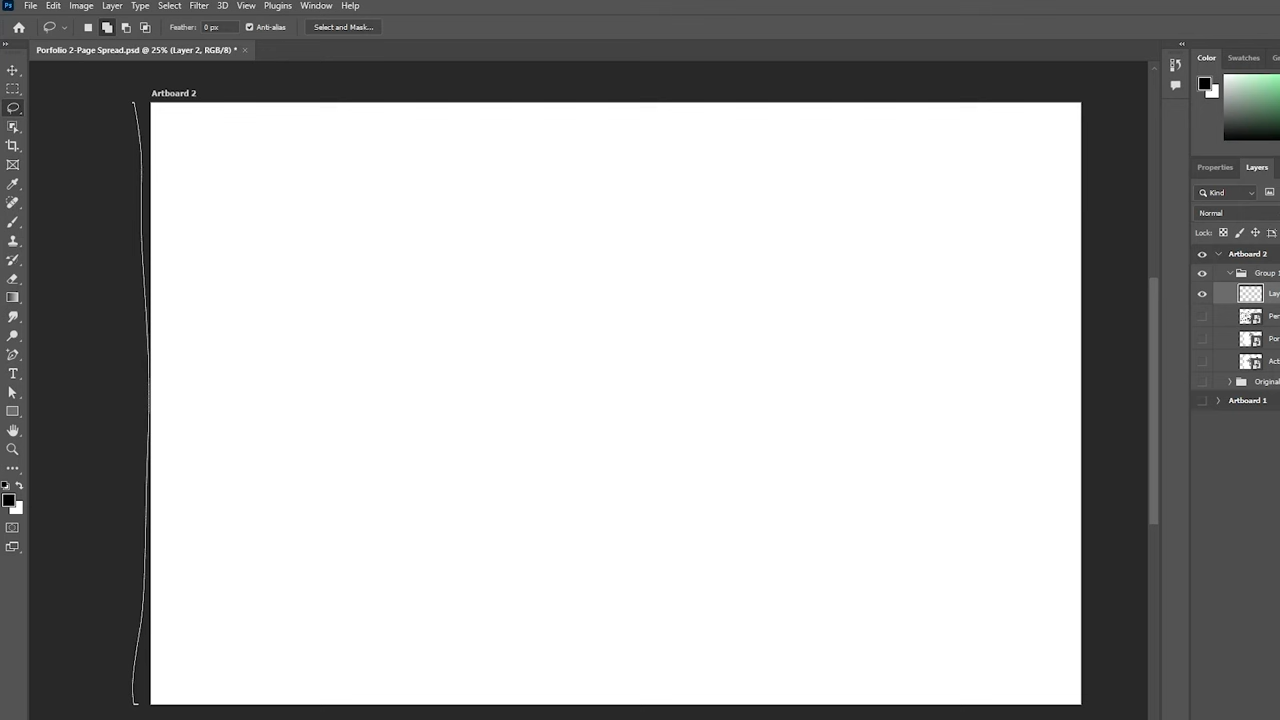 Ps File Edit Image Layer Type Select Filter 3D View Plugins Window Help
Feather: 0 px Anti-alias Select and Mask...
Porfolio 2-Page Spread.psd @ 25% (Layer 2, RGB/8) *
Artboard 2
Color Swatches
Properties Layers
Kind
Normal
Lock:
Artboard 2
Group 1
Lay
Per
Por
Act
Original
Artboard 1